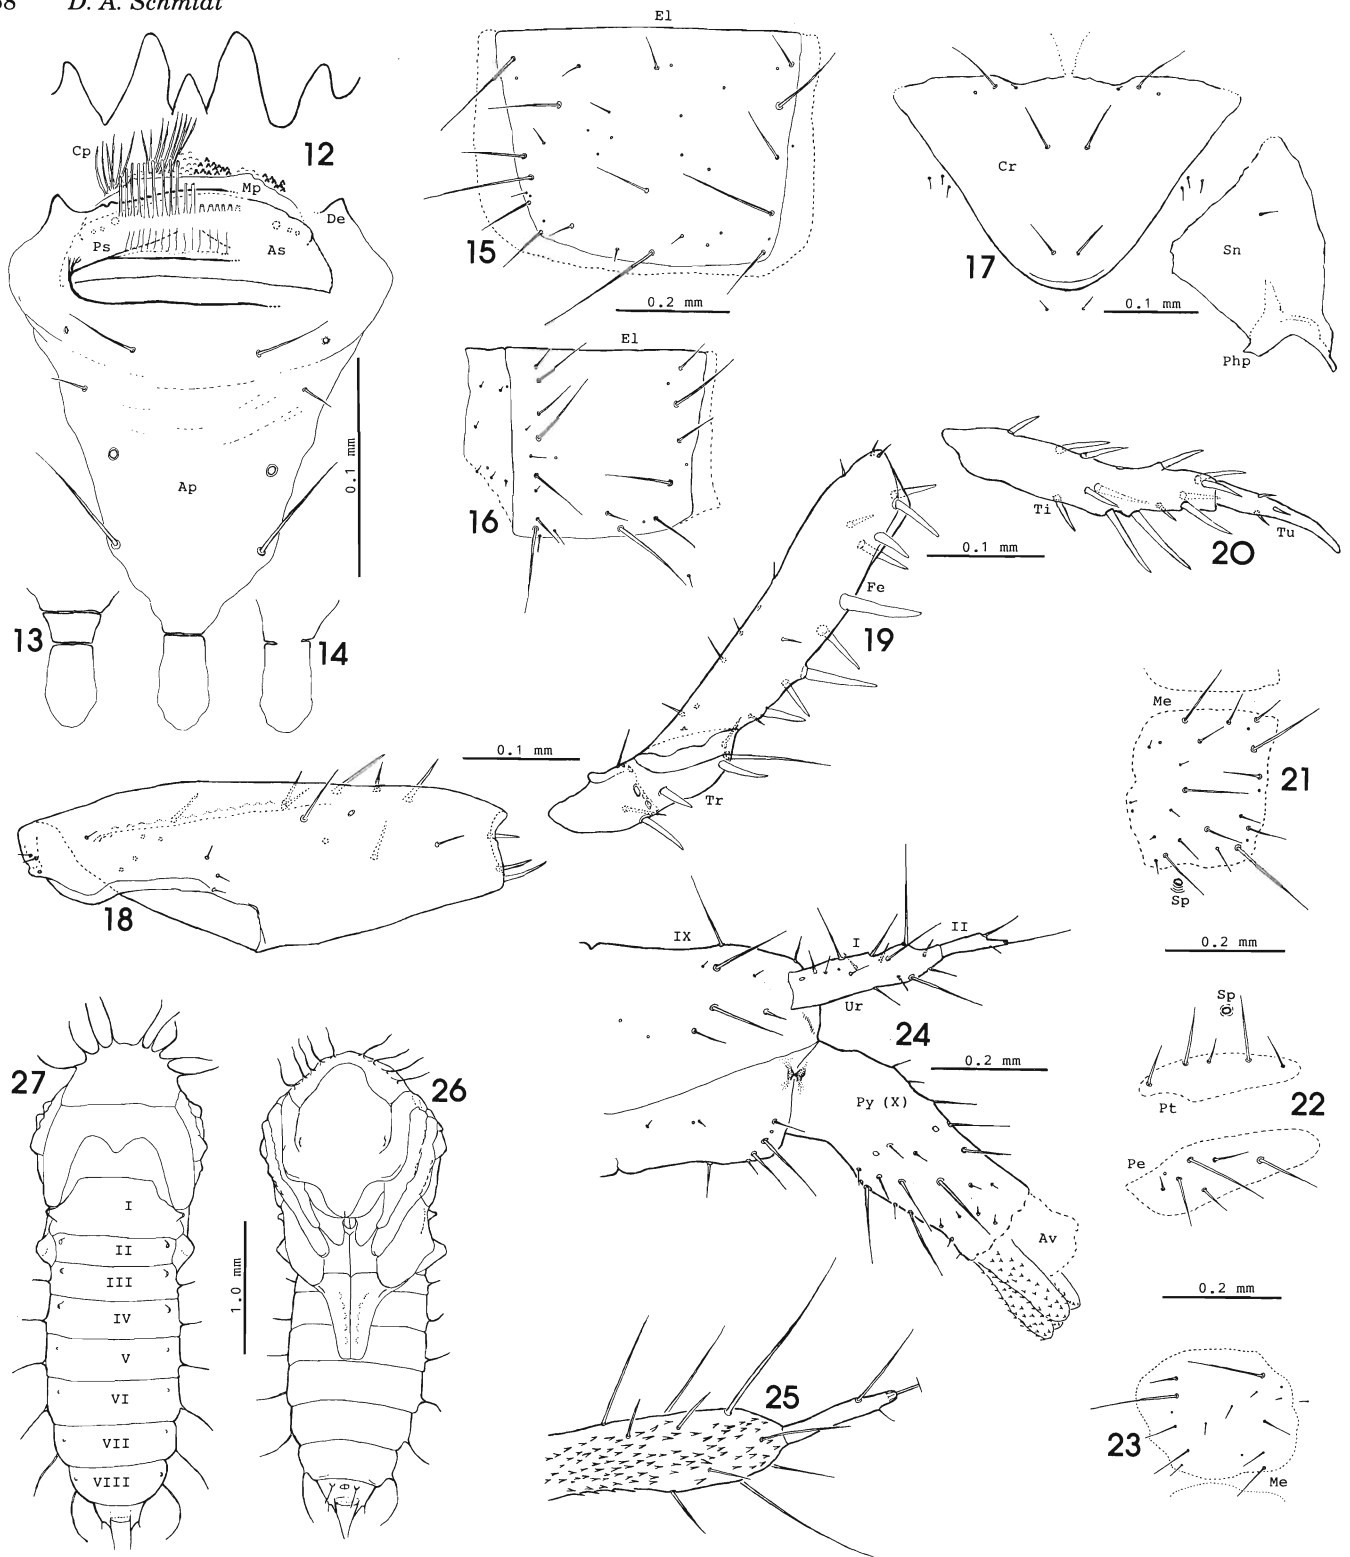 D. A. Schmidt
El
12
Cp
Mp
De
Ps
As
15
0.2 mm
Cr
17
0.1 mm
Sn
Php
Ap
0.1 mm
El
16
13
14
Fe
19
0.1 mm
Ti
Tu
20
0.1 mm
Tr
18
Me
21
Sp
0.2 mm
IX
I
II
Ur
24
0.2 mm
Py (X)
Av
Sp
Pt
22
Pe
0.2 mm
27
I
II
III
IV
V
VI
VII
VIII
1.0 mm
26
25
23
Me